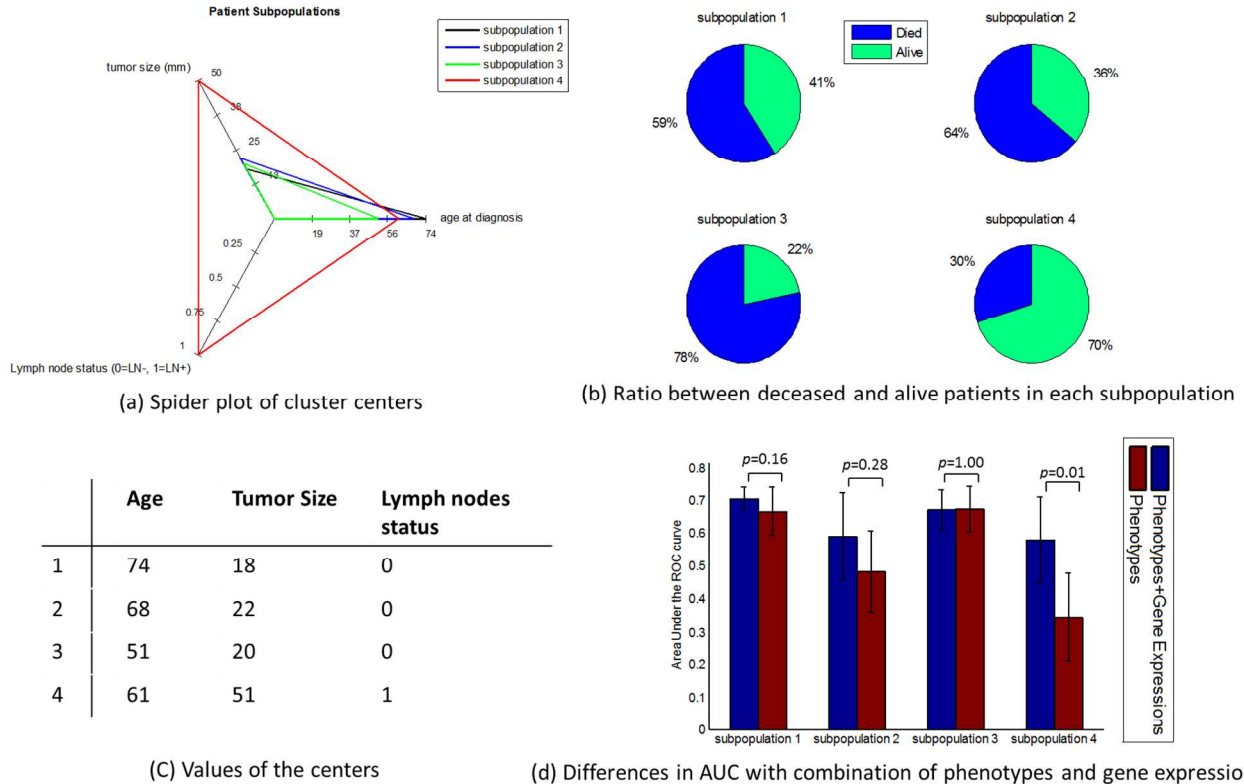 Patient Subpopulations
subpopulation 1
subpopulation 2
subpopulation 3
subpopulation 4
tumor size (mm)
50
38
25
13
age at diagnosis
19
37
56
74
0.25
0.5
0.75
1
Lymph node status (0=LN-, 1=LN+)
(a) Spider plot of cluster centers
subpopulation 1
Died
Alive
41%
59%
subpopulation 2
36%
64%
subpopulation 3
22%
78%
subpopulation 4
30%
70%
(b) Ratio between deceased and alive patients in each subpopulation
Age Tumor Size Lymph nodes
status
1 74 18 0
2 68 22 0
3 51 20 0
4 61 51 1
(C) Values of the centers
Area Under the ROC curve
0.8
0.7
0.6
0.5
0.4
0.3
0.2
0.1
0
p=0.16
p=0.28
p=1.00
p=0.01
subpopulation 1
subpopulation 2
subpopulation 3
subpopulation 4
Phenotypes+Gene Expressions
Phenotypes
(d) Differences in AUC with combination of phenotypes and gene expressio